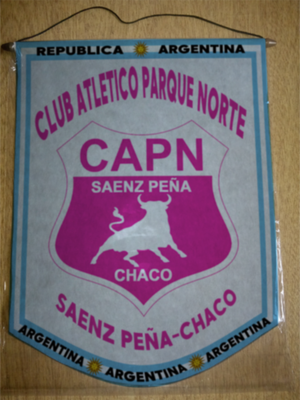 REPUBLICA ARGENTINA
CLUB ATLETICO PARQUE NORTE
CAPN
SAENZ PEÑA
CHACO
SAENZ PEÑA-CHACO
ARGENTINA ARGENTINA ARGENTINA